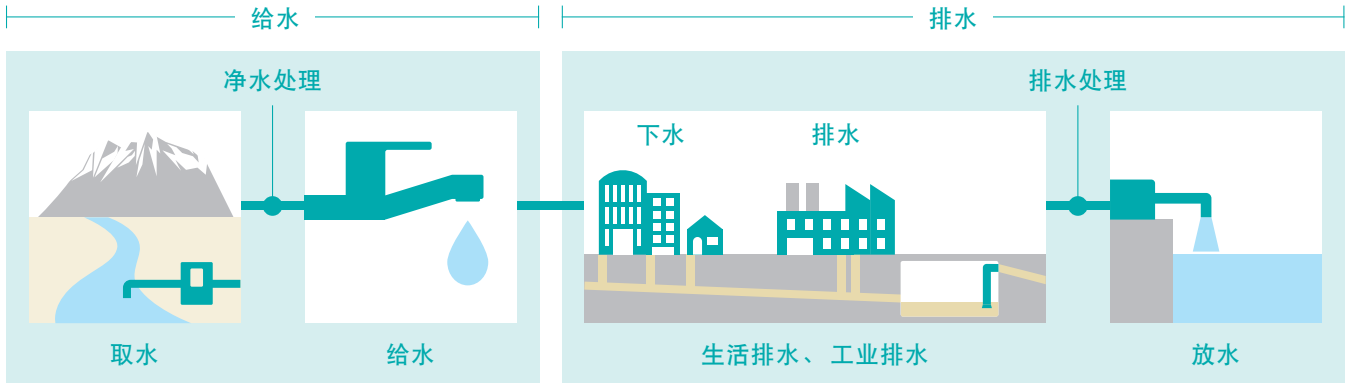 给水
排水
净水处理
排水处理
下水
排水
取水
给水
生活排水、工业排水
放水